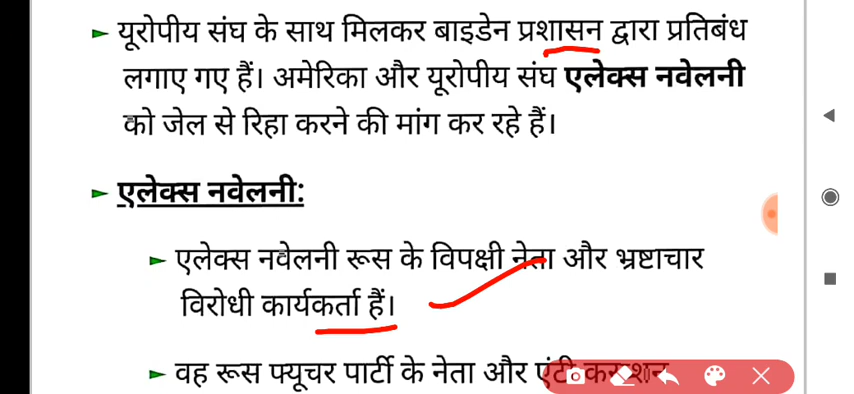 यूरोपीय संघ के साथ मिलकर बाइडेन प्रशासन द्वारा प्रतिबंध
लगाए गए हैं। अमेरिका और यूरोपीय संघ एलेक्स नवेलनी
को जेल से रिहा करने की मांग कर रहे हैं।
एलेक्स नवेलनी:
एलेक्स नवेलनी रूस के विपक्षी नेता और भ्रष्टाचार
विरोधी कार्यकर्ता हैं।
वह रूस फ्यूचर पार्टी के नेता और एंटी